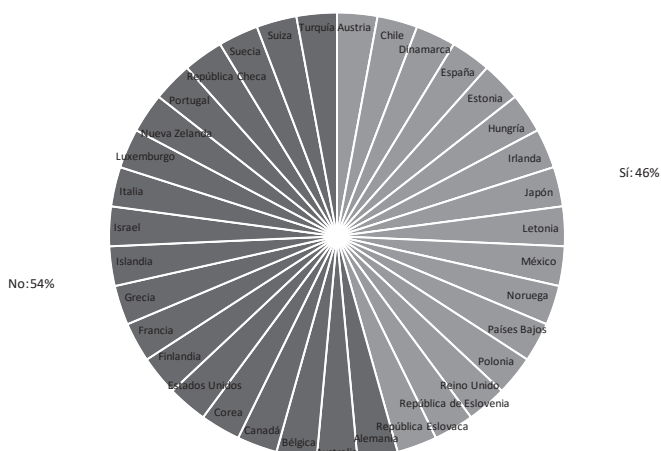 Turquía
Austria
Chile
Dinamarca
España
Estonia
Hungría
Irlanda
Japón
Letonia
México
Noruega
Países Bajos
Polonia
Reino Unido
República de Eslovenia
República Eslovaca
Alemania
Bélgica
Canadá
Corea
Estados Unidos
Finlandia
Francia
Grecia
Islandia
Israel
Italia
Luxemburgo
Nueva Zelanda
Portugal
República Checa
Suecia
Suiza
Sí: 46%
No: 54%